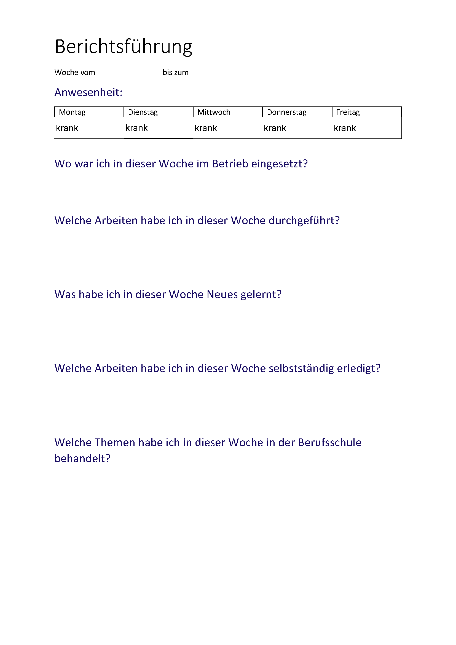 Berichtsführung
Woche vom bis zum
Anwesenheit:
Montag Dienstag Mittwoch Donnerstag Freitag
krank krank krank krank krank
Wo war ich in dieser Woche im Betrieb eingesetzt?
Welche Arbeiten habe ich in dieser Woche durchgeführt?
Was habe ich in dieser Woche Neues gelernt?
Welche Arbeiten habe ich in dieser Woche selbstständig erledigt?
Welche Themen habe ich in dieser Woche in der Berufsschule
behandelt?